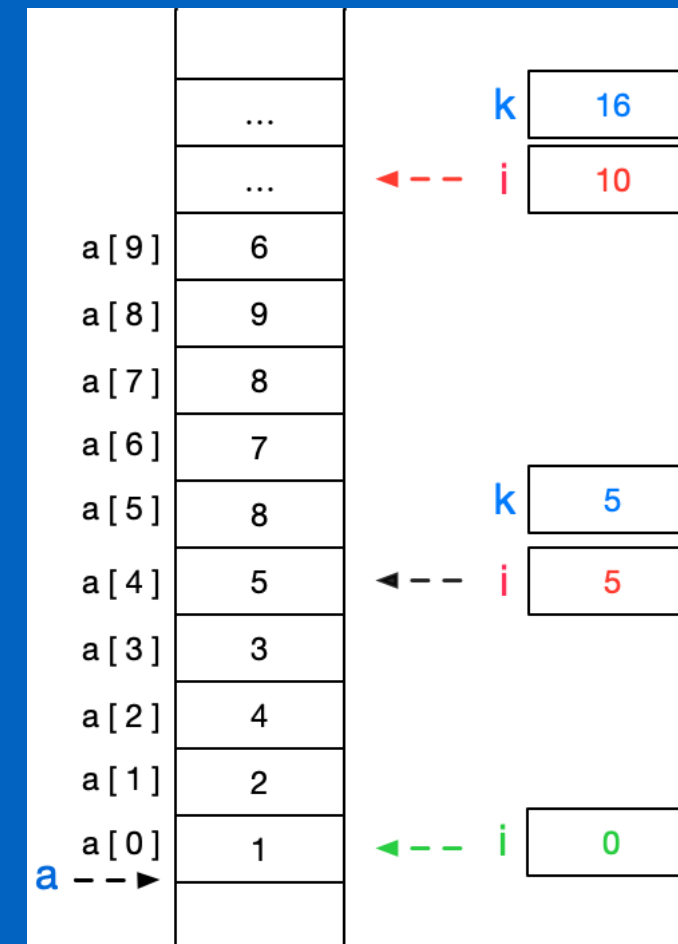 ... k 16
... i 10
a[9] 6
a[8] 9
a[7] 8
a[6] 7
k 5
a[5] 8
a[4] 5 i 5
a[3] 3
a[2] 4
a[1] 2
a[0] 1 i 0
a